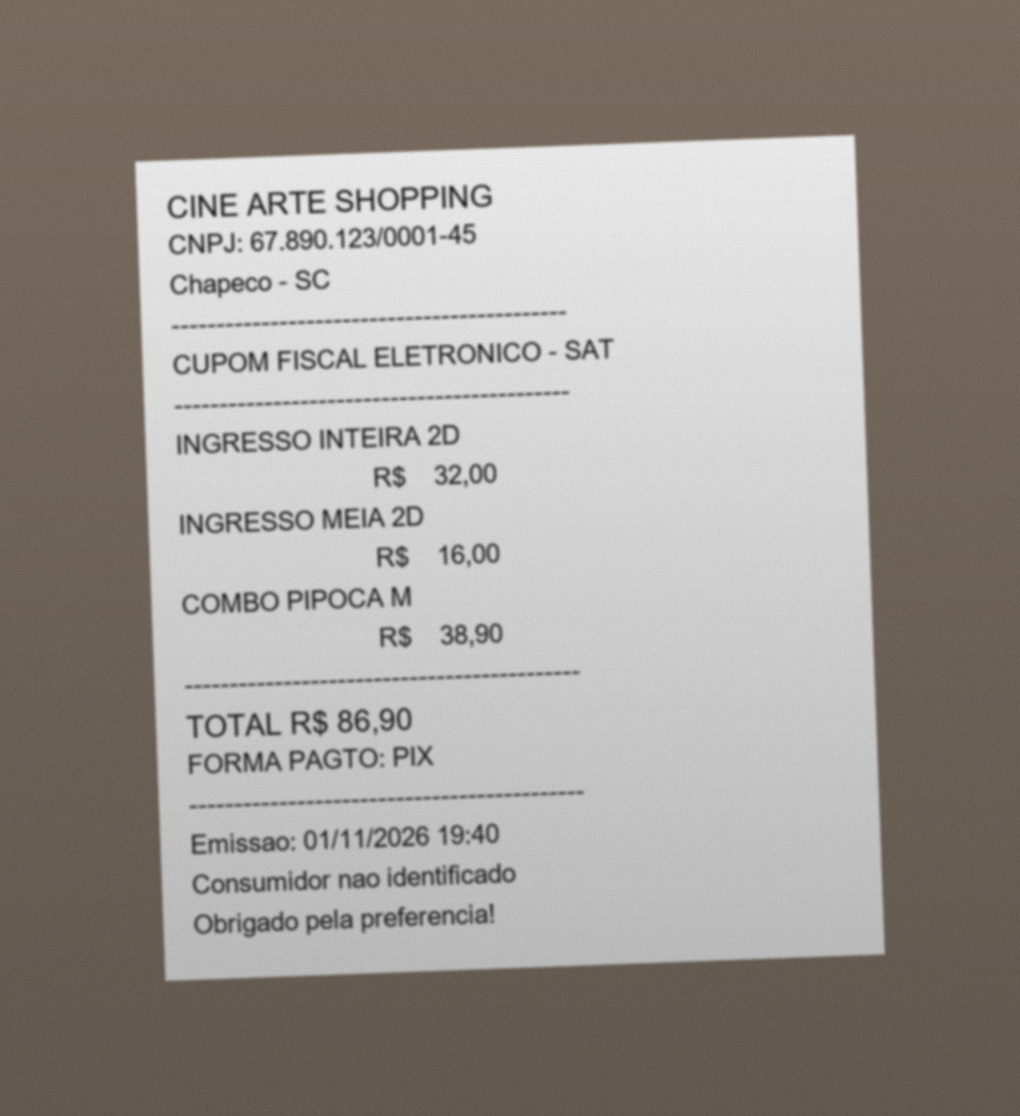 CINE ARTE SHOPPING
CNPJ: 67.890.123/0001-45
Chapeco - SC
--------------------------------------------
CUPOM FISCAL ELETRONICO - SAT
--------------------------------------------
INGRESSO INTEIRA 2D
R$ 32,00
INGRESSO MEIA 2D
R$ 16,00
COMBO PIPOCA M
R$ 38,90
--------------------------------------------
TOTAL R$ 86,90
FORMA PAGTO: PIX
--------------------------------------------
Emissao: 01/11/2026 19:40
Consumidor nao identificado
Obrigado pela preferencia!